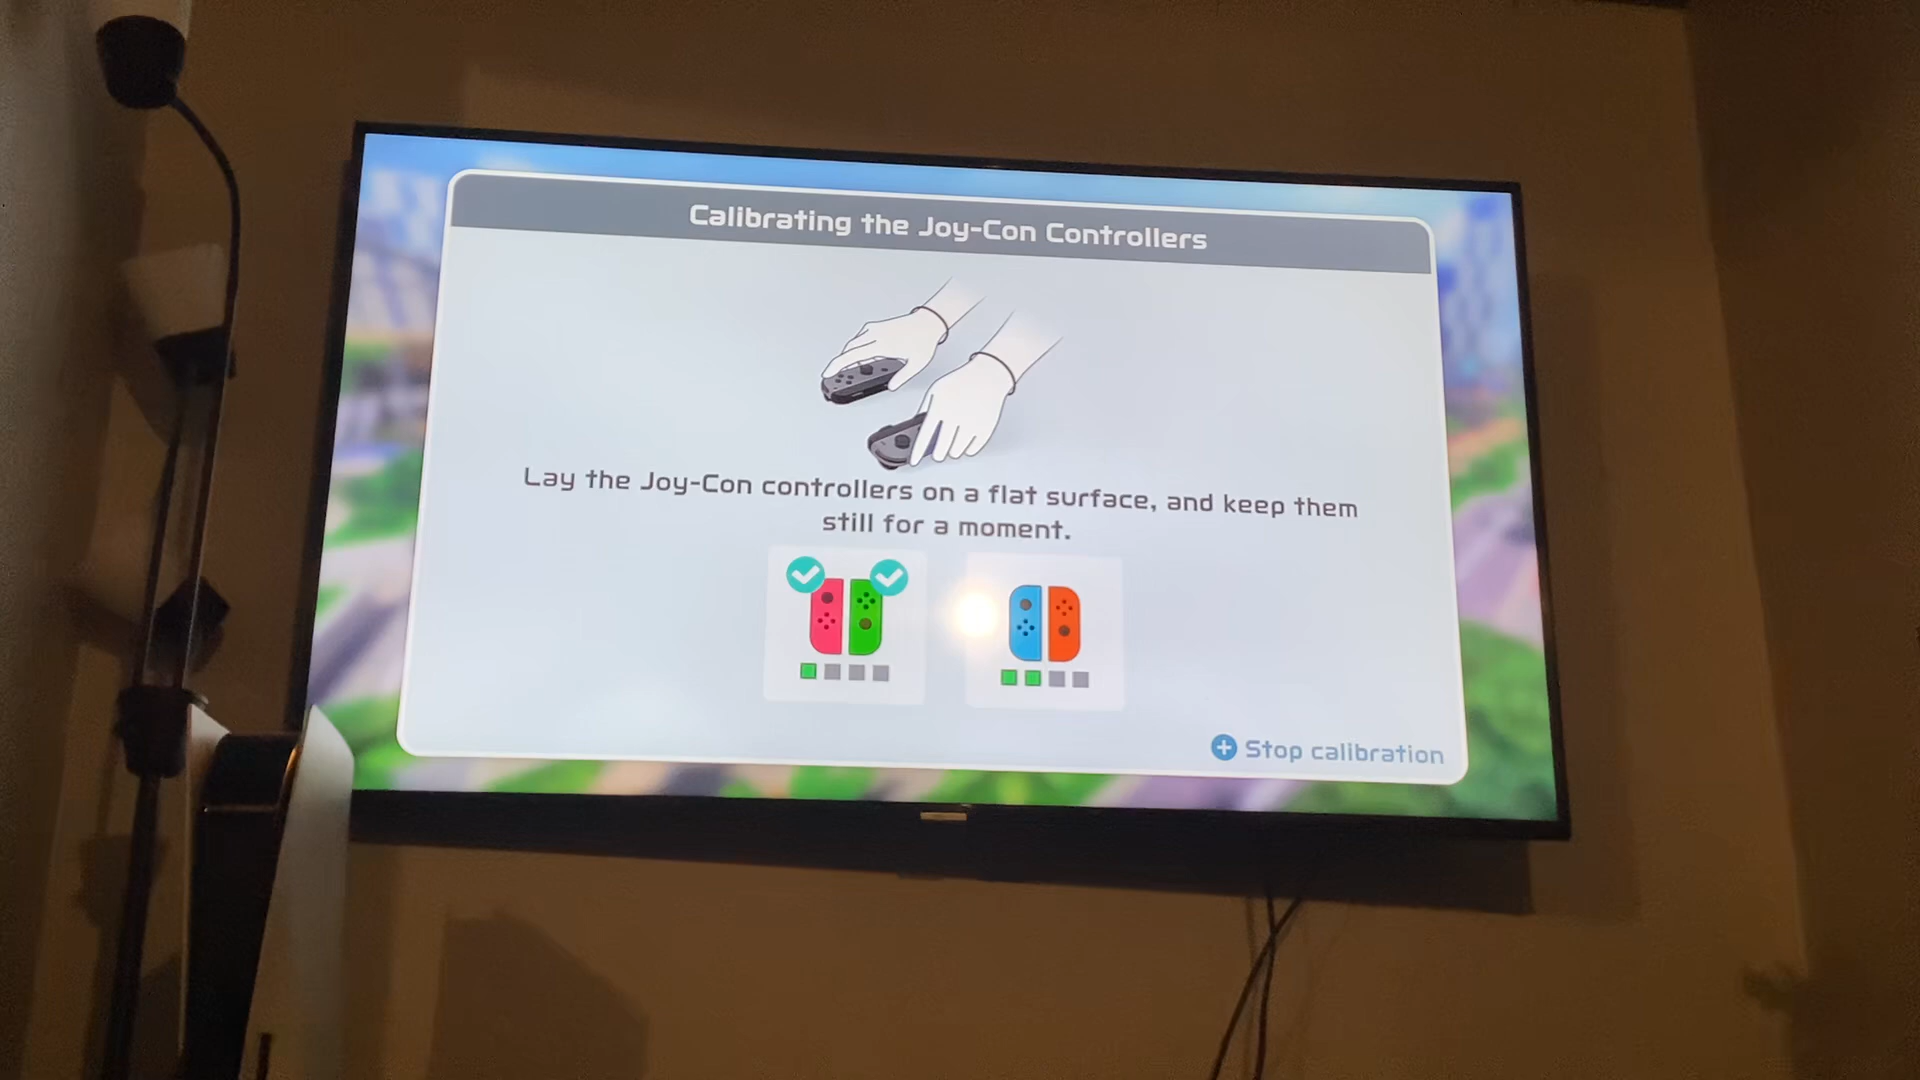 Calibrating the Joy-Con Controllers
Lay the Joy-Con controllers on a flat surface, and keep them
still for a moment.
Stop calibration